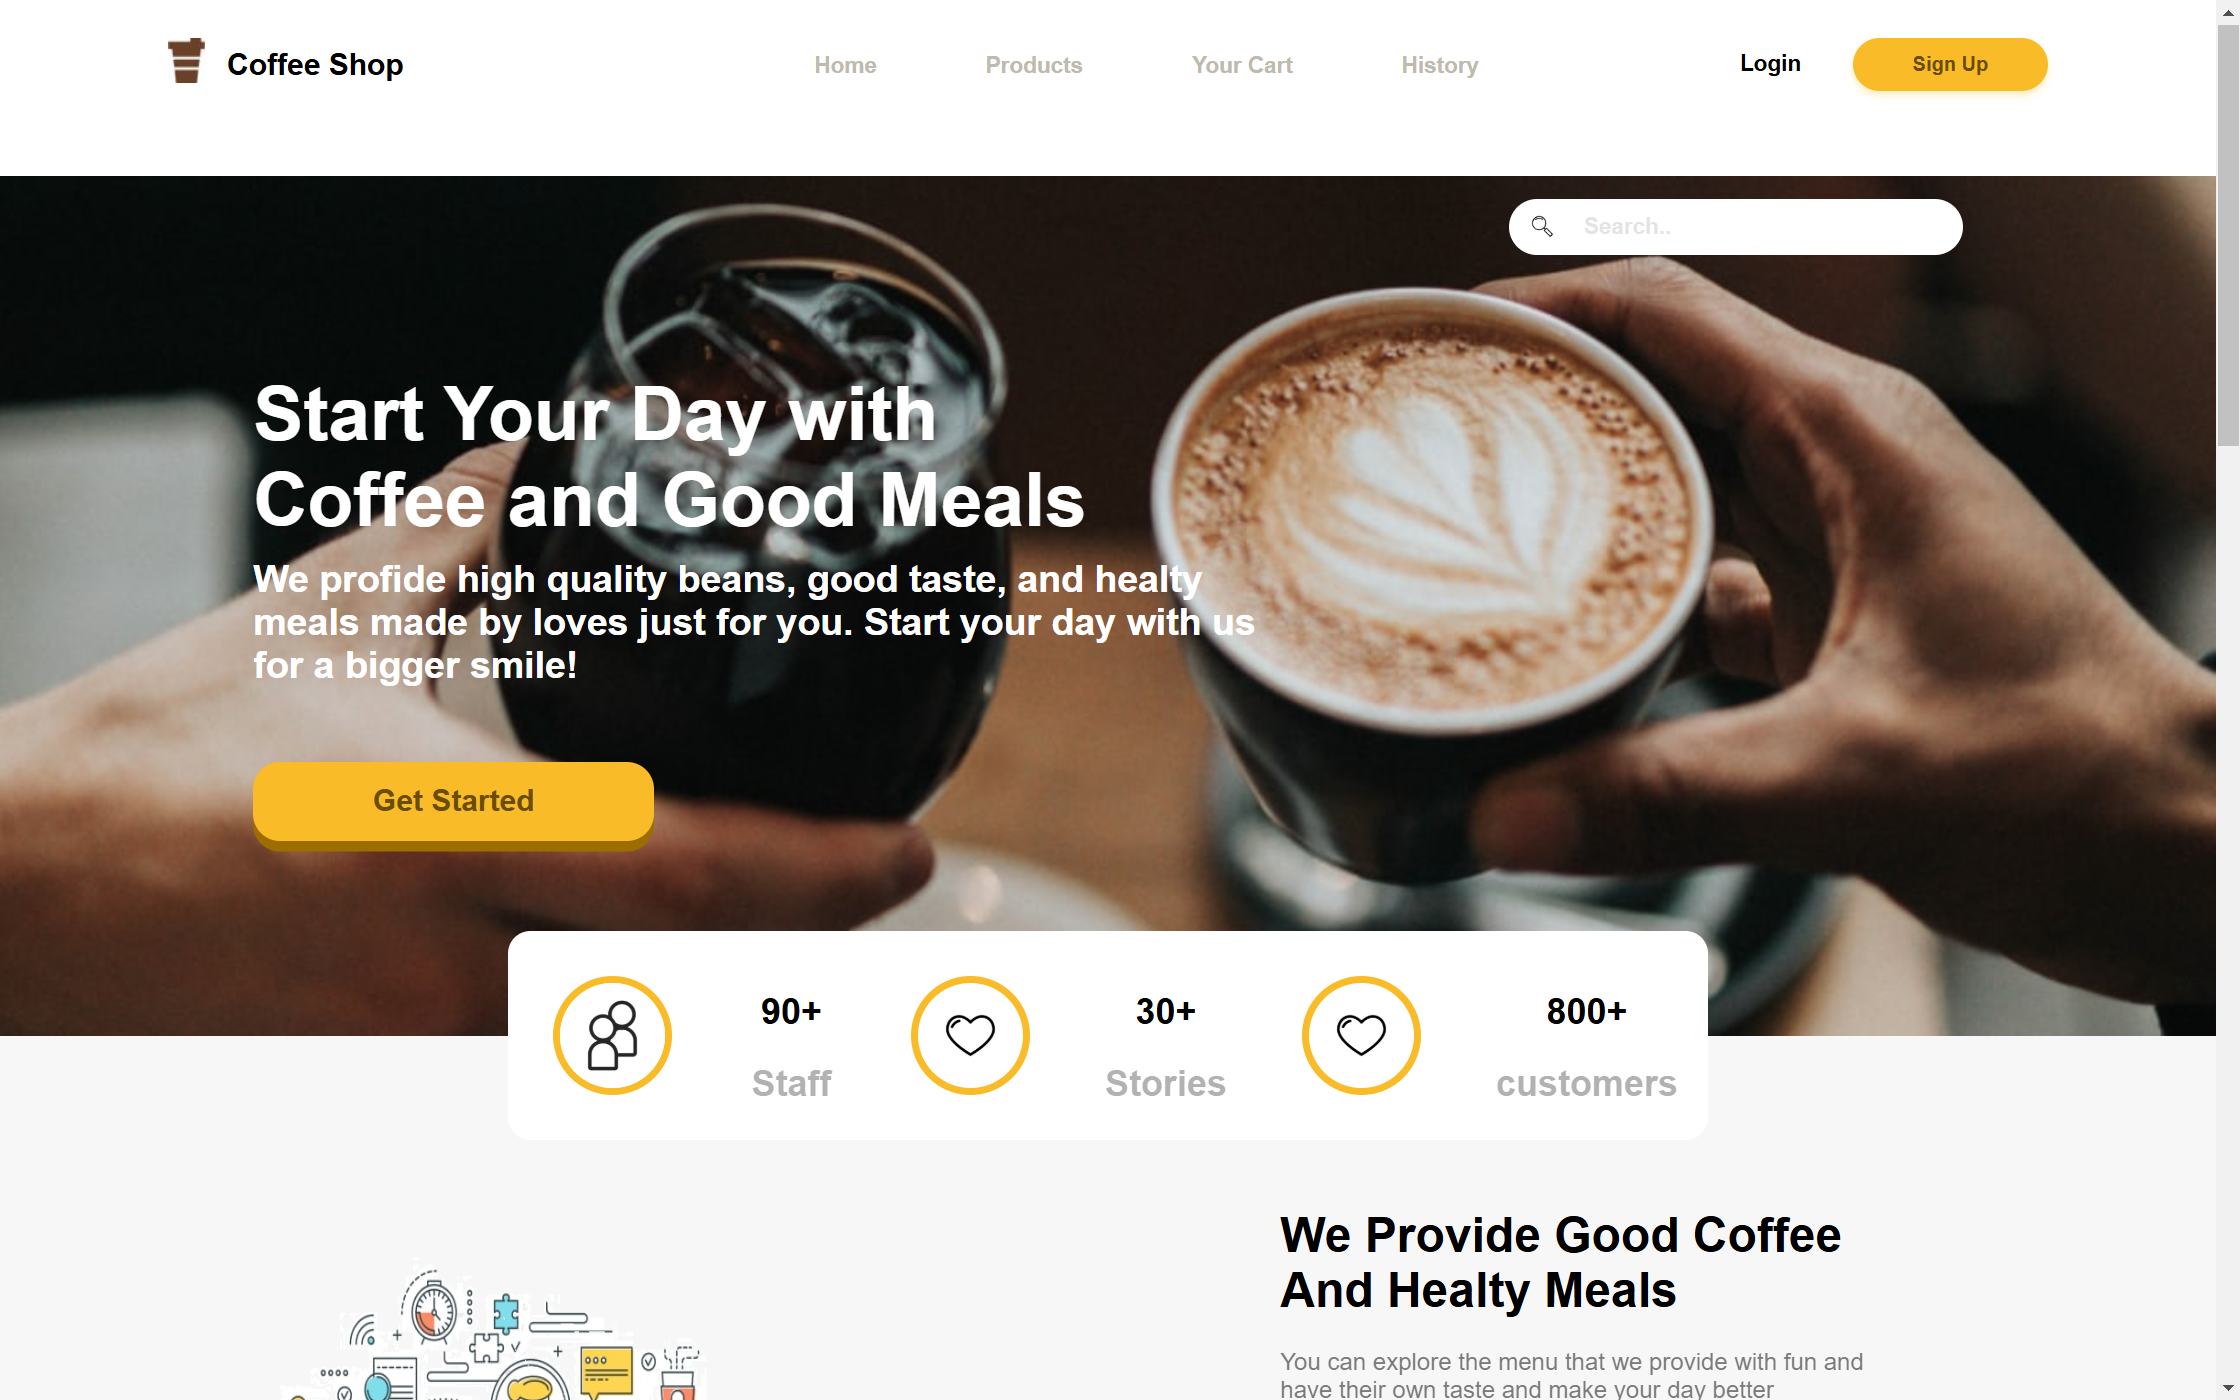 Coffee Shop
Home
Products
Your Cart
History
Login
Sign Up
Search..
Start Your Day with
Coffee and Good Meals
We profide high quality beans, good taste, and healty
meals made by loves just for you. Start your day with us
for a bigger smile!
Get Started
90+
Staff
30+
Stories
800+
customers
We Provide Good Coffee
And Healty Meals
You can explore the menu that we provide with fun and
have their own taste and make your day better